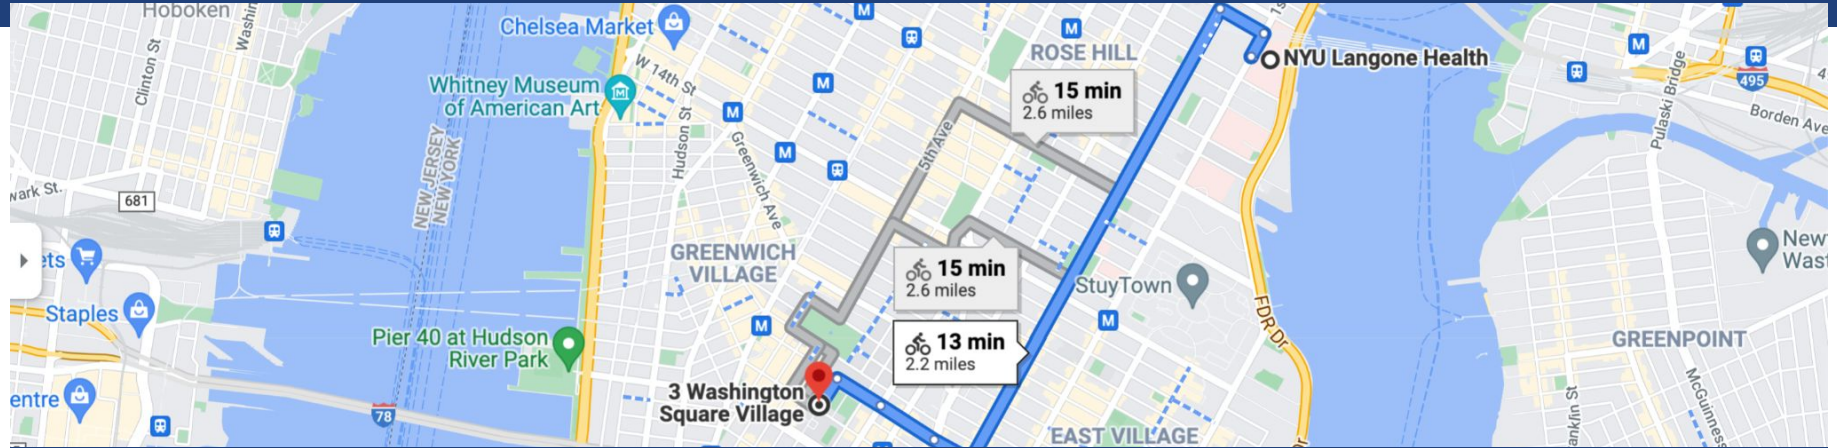 Hoboken
Clinton St
Chelsea Market
M
W 14th St
M
ROSE HILL
NYU Langone Health
M
Pulaski Bridge
495
Borden Ave
Whitney Museum
of American Art
M
M
15 min
2.6 miles
NEW JERSEY
NEW YORK
Hudson St
Greenwich Ave
M
5th Ave
681
GREENWICH
VILLAGE
15 min
2.6 miles
StuyTown
Staples
M
M
FDR Dr
Pier 40 at Hudson
River Park
13 min
2.2 miles
GREENPOINT
3 Washington
Square Village
78
EAST VILLAGE